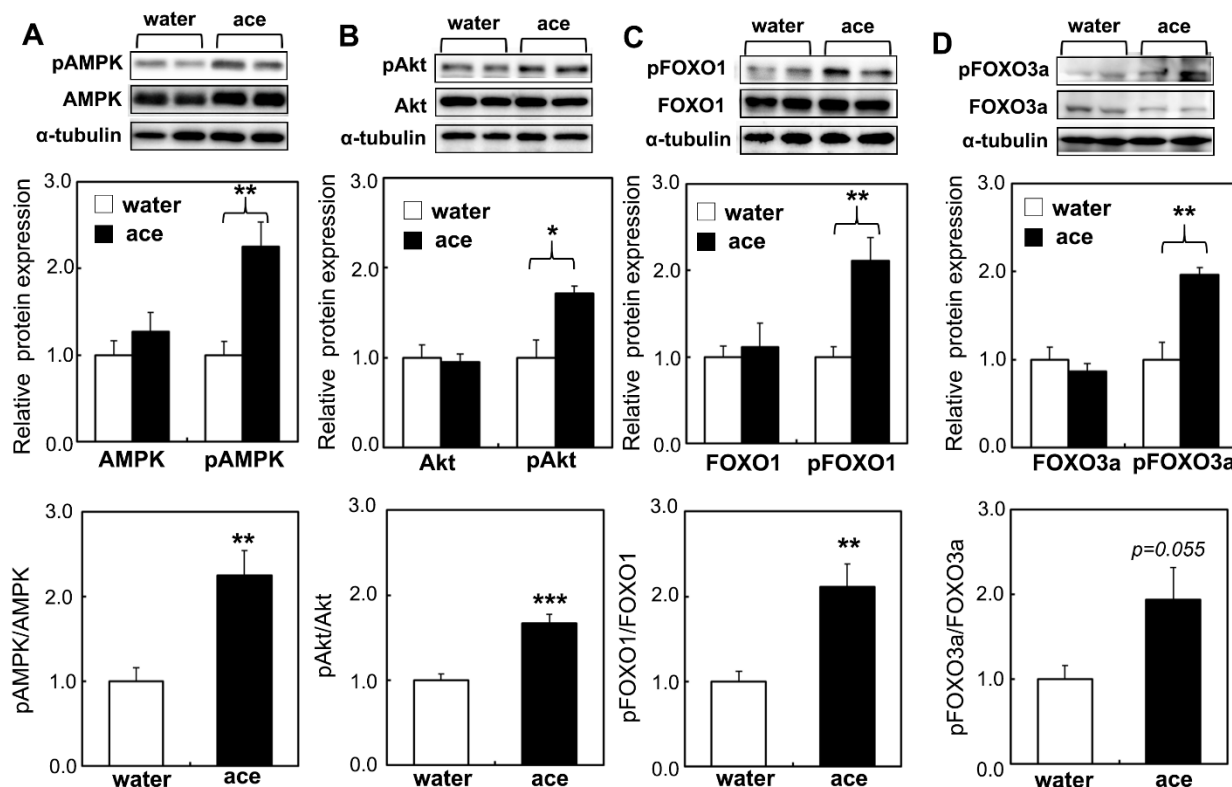 A
water ace
pAMPK
AMPK
α-tubulin
Relative protein expression
3.0
2.0
1.0
0.0
water
ace
**
AMPK pAMPK
pAMPK/AMPK
3.0
2.0
1.0
0.0
**
water ace
B
water ace
pAkt
Akt
α-tubulin
Relative protein expression
3.0
2.0
1.0
0.0
water
ace
*
Akt pAkt
pAkt/Akt
3.0
2.0
1.0
0.0
***
water ace
C
water ace
pFOXO1
FOXO1
α-tubulin
Relative protein expression
3.0
2.0
1.0
0.0
water
ace
**
FOXO1 pFOXO1
pFOXO1/FOXO1
3.0
2.0
1.0
0.0
**
water ace
D
water ace
pFOXO3a
FOXO3a
α-tubulin
Relative protein expression
3.0
2.0
1.0
0.0
water
ace
**
FOXO3a pFOXO3a
pFOXO3a/FOXO3a
3.0
2.0
1.0
0.0
p=0.055
water ace